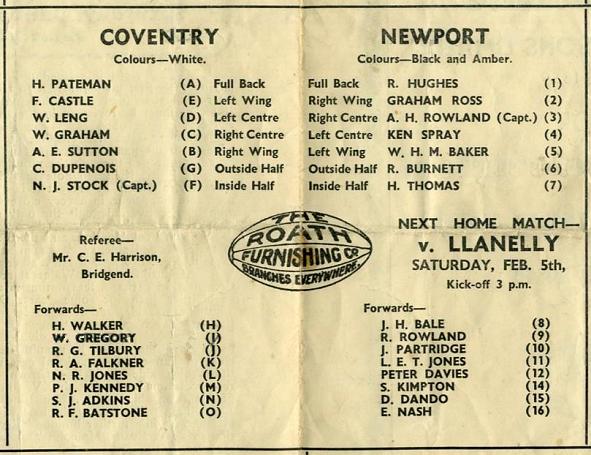 COVENTRY
Colours—White.
H. PATEMAN (A) Full Back
F. CASTLE (E) Left Wing
W. LENG (D) Left Centre
W. GRAHAM (C) Right Centre
A. E. SUTTON (B) Right Wing
C. DUPENOIS (G) Outside Half
N. J. STOCK (Capt.) (F) Inside Half
NEWPORT
Colours—Black and Amber.
Full Back R. HUGHES (1)
Right Wing GRAHAM ROSS (2)
Right Centre A. H. ROWLAND (Capt.) (3)
Left Centre KEN SPRAY (4)
Left Wing W. H. M. BAKER (5)
Outside Half R. BURNETT (6)
Inside Half H. THOMAS (7)
Referee—
Mr. C. E. Harrison,
Bridgend.
THE
ROATH
FURNISHING CO
BRANCHES EVERYWHERE.
NEXT HOME MATCH—
v. LLANELLY
SATURDAY, FEB. 5th,
Kick-off 3 p.m.
Forwards—
H. WALKER (H)
W. GREGORY (I)
R. G. TILBURY (J)
R. A. FALKNER (K)
N. R. JONES (L)
P. J. KENNEDY (M)
S. J. ADKINS (N)
R. F. BATSTONE (O)
Forwards—
J. H. BALE (8)
R. ROWLAND (9)
J. PARTRIDGE (10)
L. E. T. JONES (11)
PETER DAVIES (12)
S. KIMPTON (14)
D. DANDO (15)
E. NASH (16)